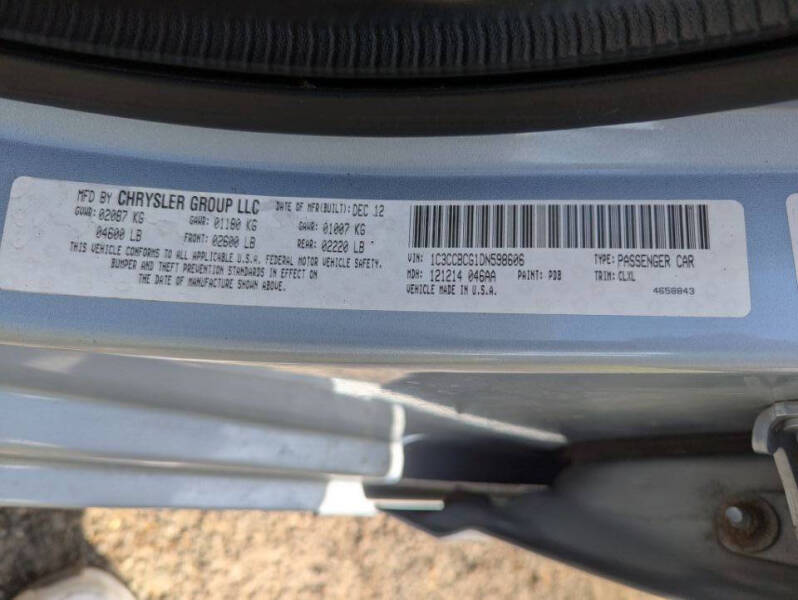 MFD BY CHRYSLER GROUP LLC DATE OF MFR(BUILT): DEC 12
GVWR: 02087 KG GAWR: 01180 KG GAWR: 01007 KG
04600 LB FRONT: 02600 LB REAR: 02220 LB
THIS VEHICLE CONFORMS TO ALL APPLICABLE U.S.A. FEDERAL MOTOR VEHICLE SAFETY,
BUMPER AND THEFT PREVENTION STANDARDS IN EFFECT ON
THE DATE OF MANUFACTURE SHOWN ABOVE.
VIN: 1C3CCBCG1DN598606 TYPE: PASSENGER CAR
MDH: 121214 046AA PAINT: PDB TRIM: CLXL
VEHICLE MADE IN U.S.A. 4658843